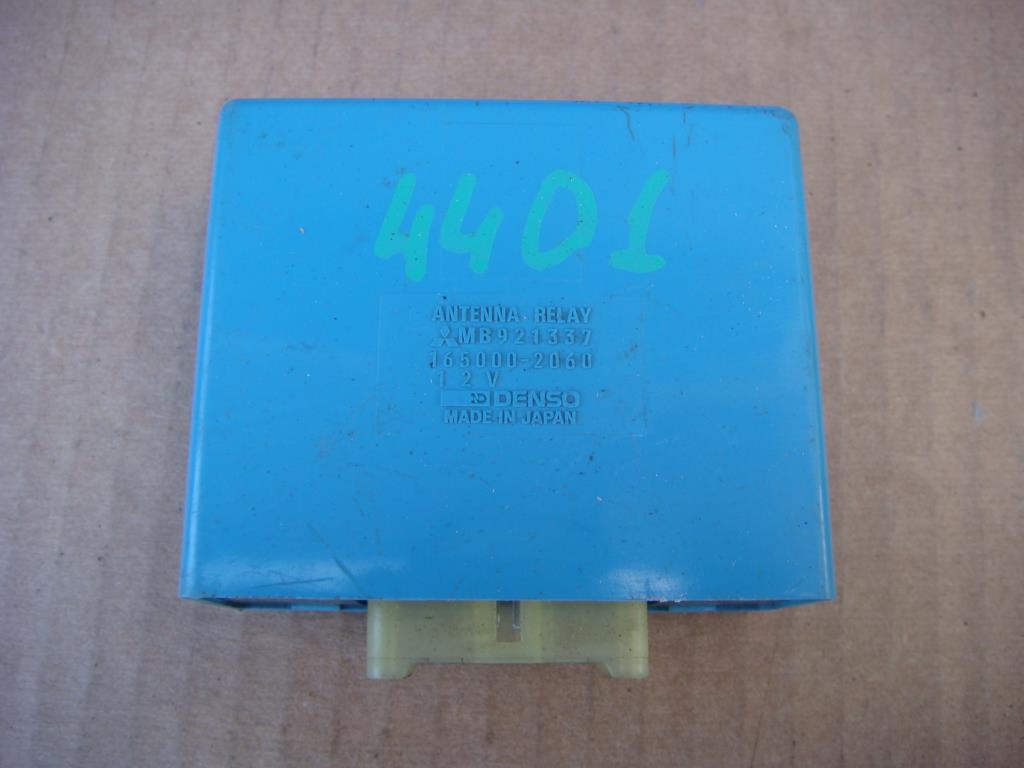 4401
ANTENNA RELAY
MB921337
165000-2060
12V
DENSO
MADE IN JAPAN